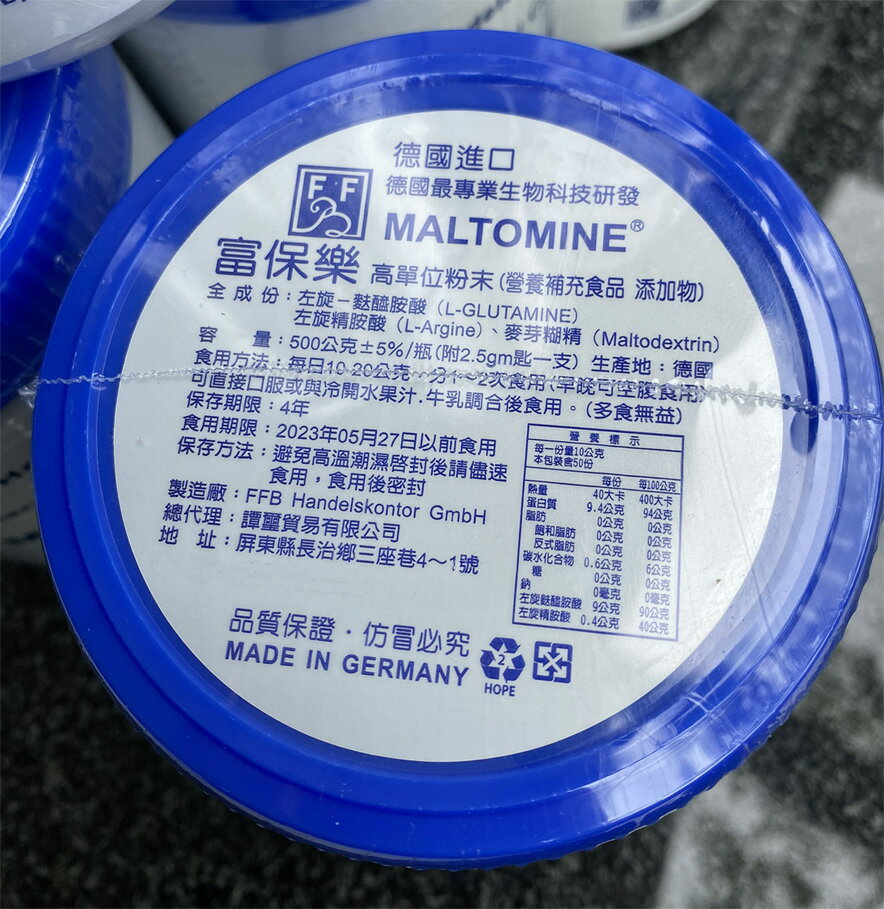 德國進口
FFB
德國最專業生物科技研發
MALTOMINE®
富保樂 高單位粉末(營養補充食品 添加物)
全成份：左旋－麩醯胺酸（L-GLUTAMINE）
左旋精胺酸（L-Argine）、麥芽糊精（Maltodextrin）
容 量：500公克±5%/瓶(附2.5gm匙一支) 生產地：德國
食用方法：每日10-20公克一分1～2次食用(早晚可空腹食用)
可直接口服或與冷開水果汁.牛乳調合後食用。(多食無益)
保存期限：4年
食用期限：2023年05月27日以前食用
保存方法：避免高溫潮濕啓封後請儘速
食用，食用後密封
製造廠：FFB Handelskontor GmbH
總代理：譚璽貿易有限公司
地 址：屏東縣長治鄉三座巷4～1號
營養標示
每一份量10公克
本包裝含50份
每份 每100公克
熱量 40大卡 400大卡
蛋白質 9.4公克 94公克
脂肪 0公克 0公克
飽和脂肪 0公克 0公克
反式脂肪 0公克 0公克
碳水化合物 0.6公克 6公克
糖 0公克 0公克
鈉 0毫克 0毫克
左旋麩醯胺酸 9公克 90公克
左旋精胺酸 0.4公克 40公克
品質保證．仿冒必究
MADE IN GERMANY
2
HOPE